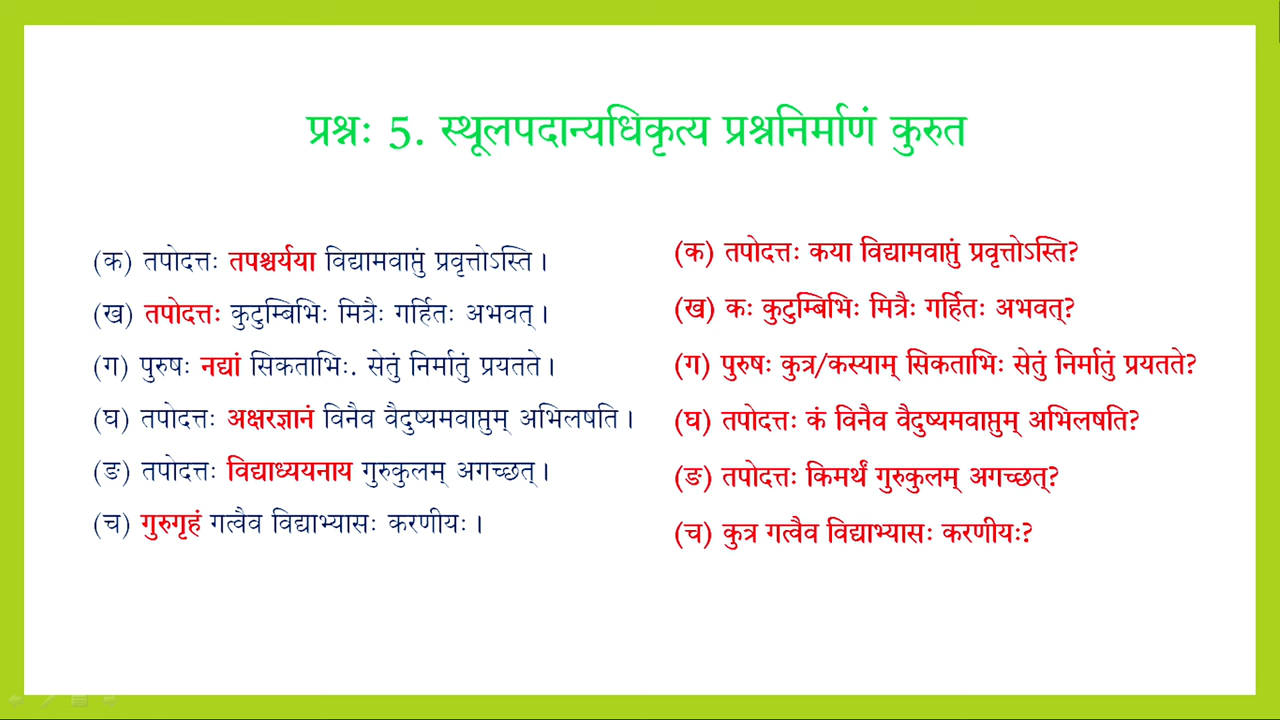 प्रश्नः 5. स्थूलपदान्यधिकृत्य प्रश्ननिर्माणं कुरुत
(क) तपोदत्तः तपश्चर्यया विद्यामवाप्तुं प्रवृत्तोऽस्ति।
(ख) तपोदत्तः कुटुम्बिभिः मित्रैः गर्हितः अभवत्।
(ग) पुरुषः नद्यां सिकताभिः. सेतुं निर्मातुं प्रयतते।
(घ) तपोदत्तः अक्षरज्ञानं विनैव वैदुष्यमवाप्तुम् अभिलषति।
(ङ) तपोदत्तः विद्याध्ययनाय गुरुकुलम् अगच्छत्।
(च) गुरुगृहं गत्वैव विद्याभ्यासः करणीयः।
(क) तपोदत्तः कया विद्यामवाप्तुं प्रवृत्तोऽस्ति?
(ख) कः कुटुम्बिभिः मित्रैः गर्हितः अभवत्?
(ग) पुरुषः कुत्र/कस्याम् सिकताभिः सेतुं निर्मातुं प्रयतते?
(घ) तपोदत्तः कं विनैव वैदुष्यमवाप्तुम् अभिलषति?
(ङ) तपोदत्तः किमर्थं गुरुकुलम् अगच्छत्?
(च) कुत्र गत्वैव विद्याभ्यासः करणीयः?